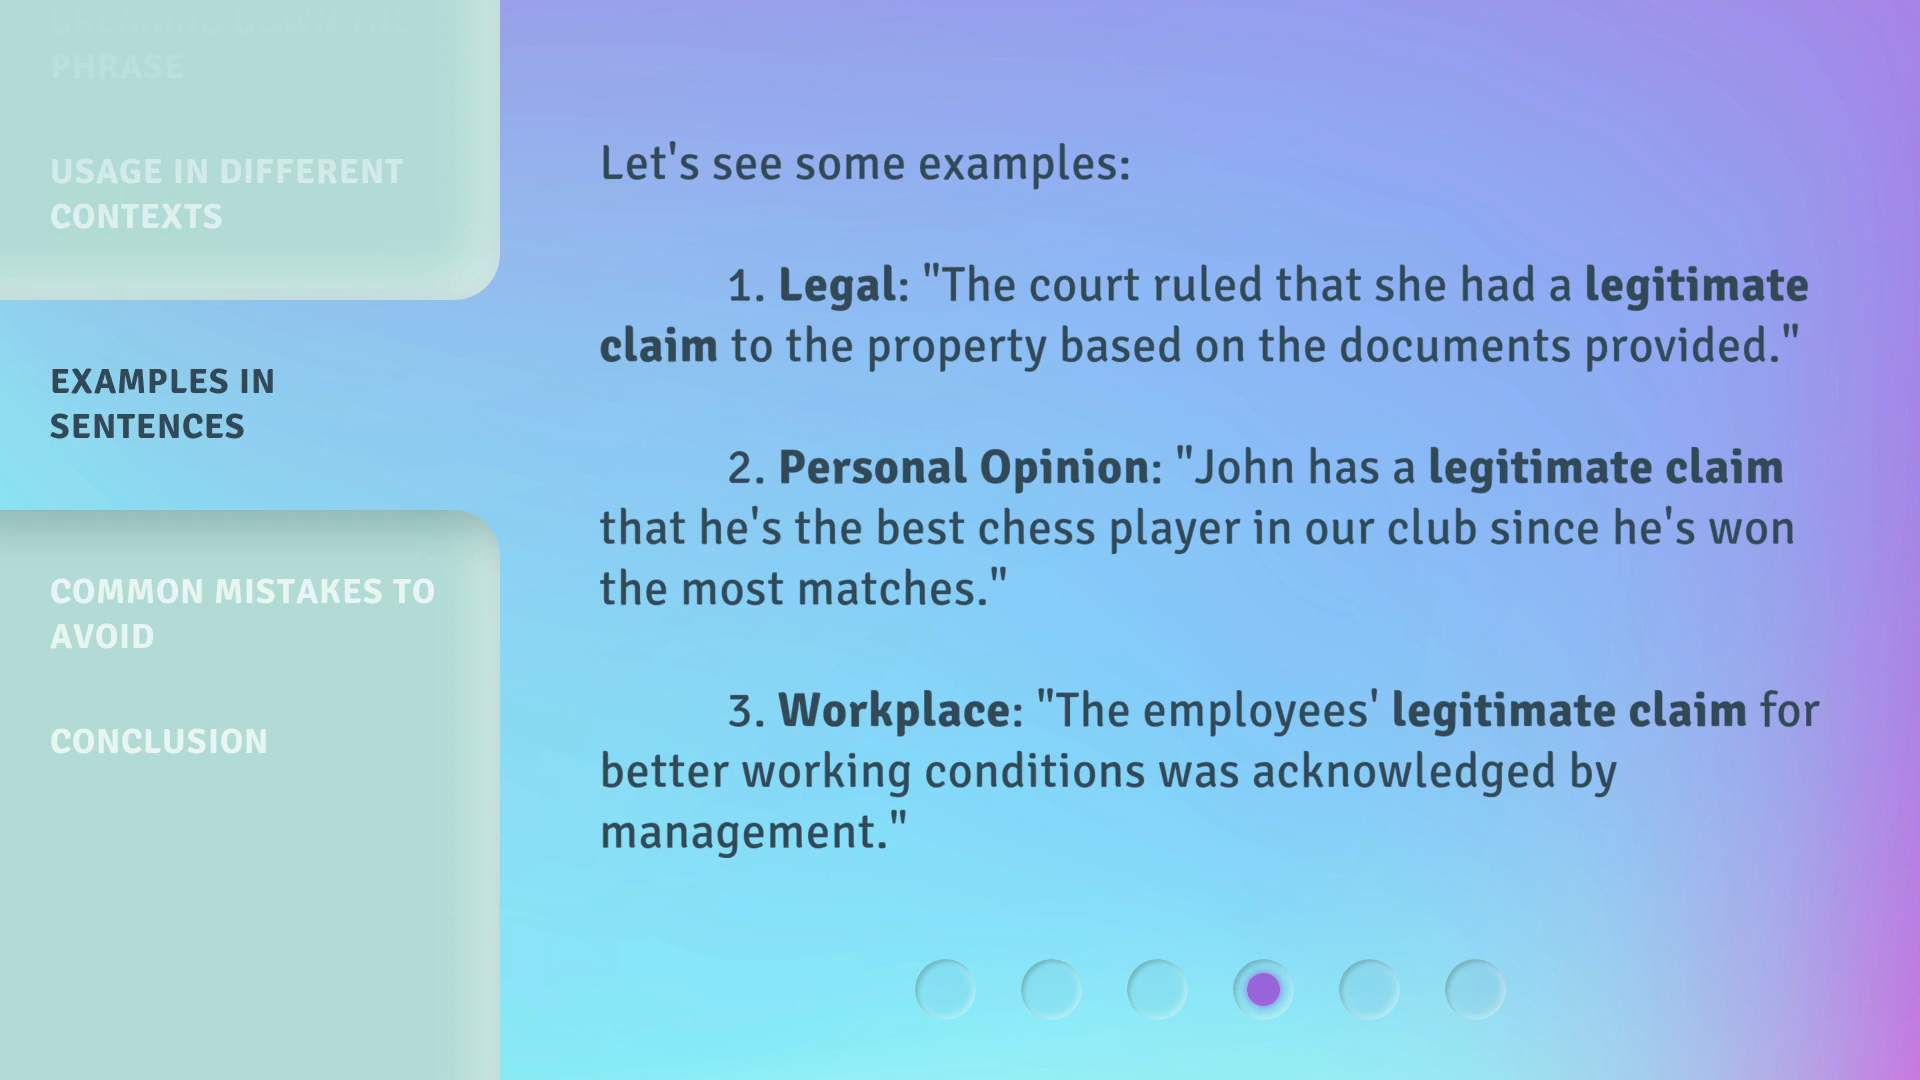 BREAKING DOWN THE
PHRASE
USAGE IN DIFFERENT
CONTEXTS
EXAMPLES IN
SENTENCES
COMMON MISTAKES TO
AVOID
CONCLUSION
Let's see some examples:
1. Legal: "The court ruled that she had a legitimate
claim to the property based on the documents provided."
2. Personal Opinion: "John has a legitimate claim
that he's the best chess player in our club since he's won
the most matches."
3. Workplace: "The employees' legitimate claim for
better working conditions was acknowledged by
management."